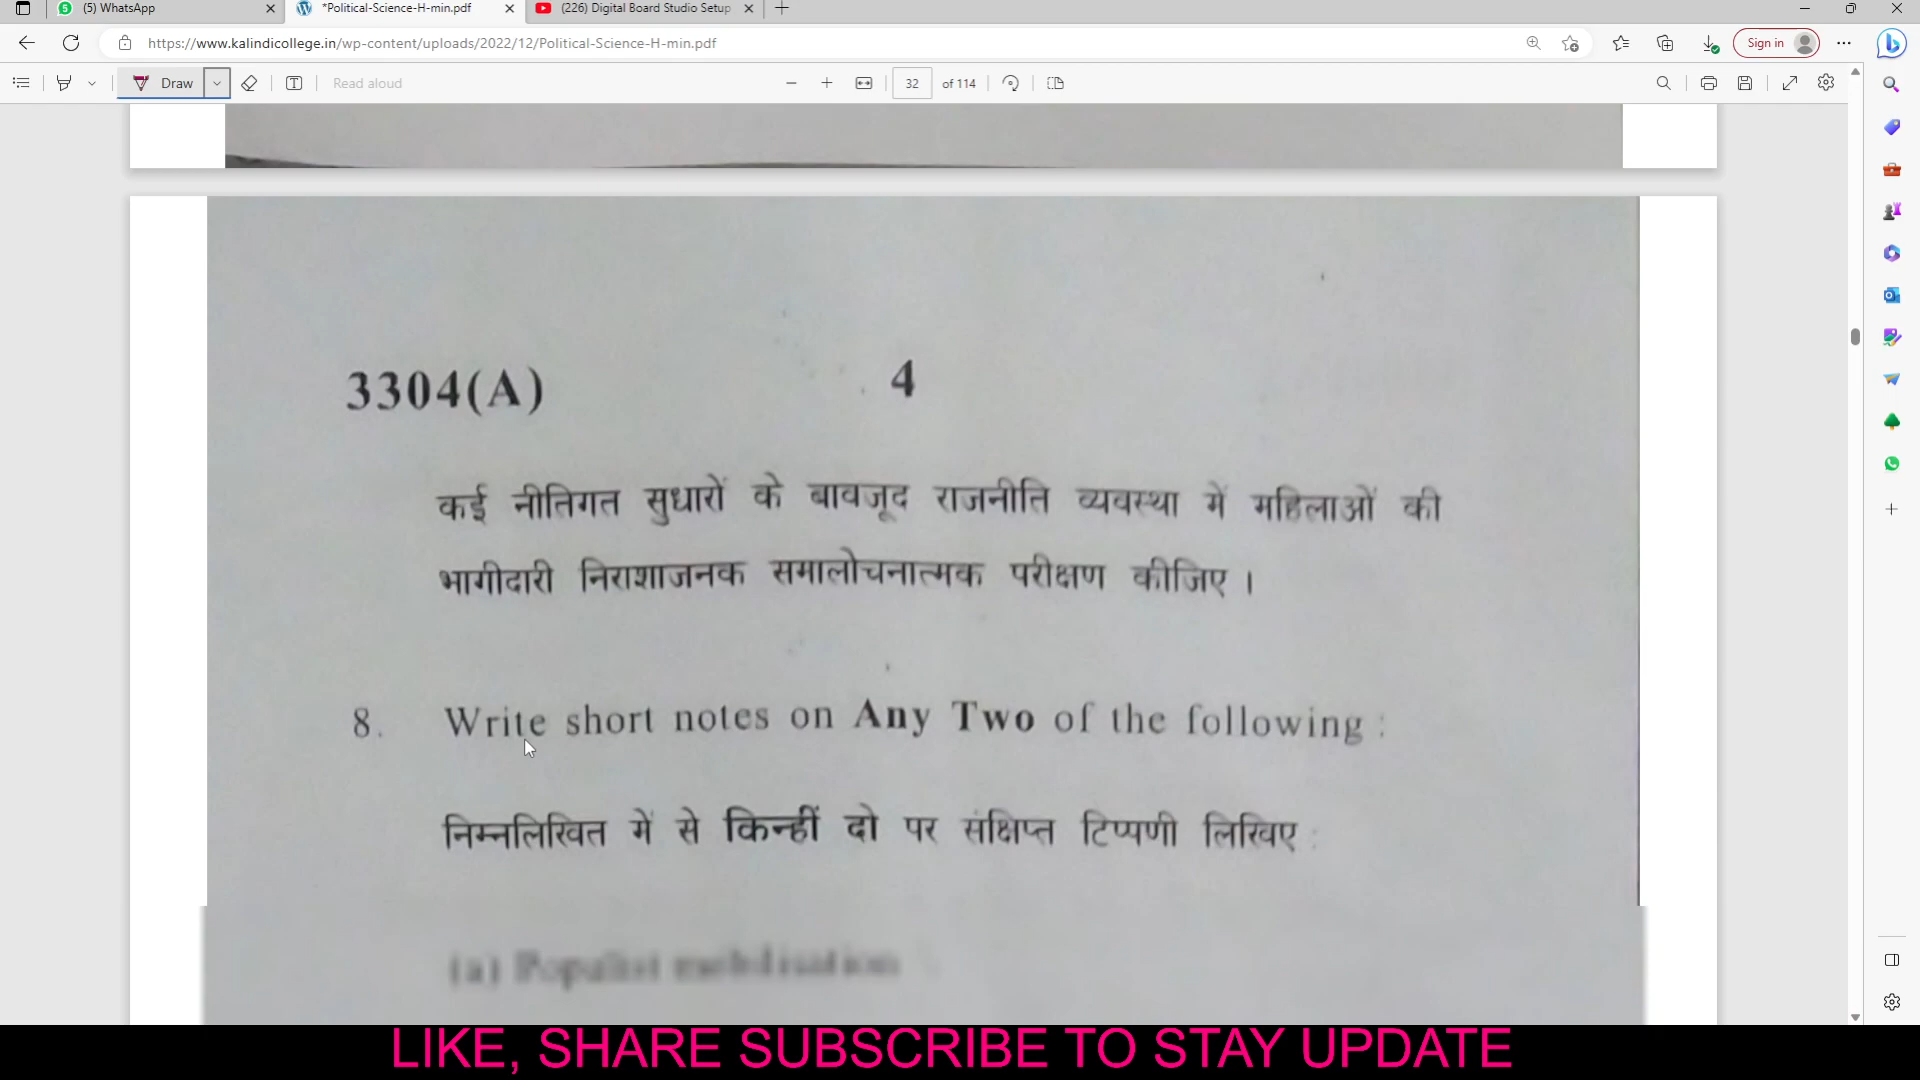 (5) WhatsApp
*Political-Science-H-min.pdf
(226) Digital Board Studio Setup
https://www.kalindicollege.in/wp-content/uploads/2022/12/Political-Science-H-min.pdf
Sign in
Draw
Read aloud
32 of 114
3304(A)
4
कई नीतिगत सुधारों के बावजूद राजनीति व्यवस्था में महिलाओं की
भागीदारी निराशाजनक समालोचनात्मक परीक्षण कीजिए ।
8. Write short notes on Any Two of the following :
निम्नलिखित में से किन्हीं दो पर संक्षिप्त टिप्पणी लिखिए :
(a) Populist mobilisation
LIKE, SHARE SUBSCRIBE TO STAY UPDATE